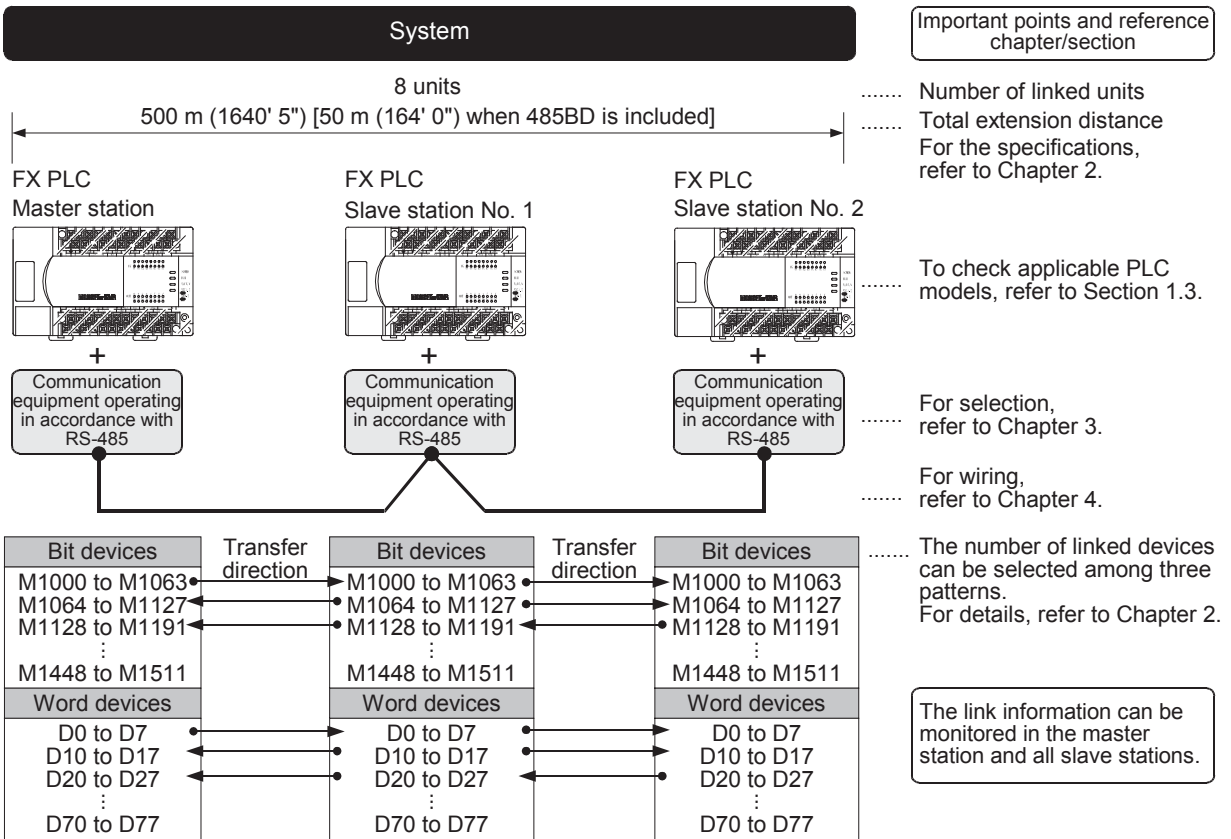 System
Important points and reference
chapter/section
8 units
....... Number of linked units
500 m (1640' 5") [50 m (164' 0") when 485BD is included]
....... Total extension distance
For the specifications,
refer to Chapter 2.
FX PLC
Master station
FX PLC
Slave station No. 1
FX PLC
Slave station No. 2
....... To check applicable PLC
models, refer to Section 1.3.
+
+
+
Communication
equipment operating
in accordance with
RS-485
Communication
equipment operating
in accordance with
RS-485
Communication
equipment operating
in accordance with
RS-485
....... For selection,
refer to Chapter 3.
....... For wiring,
refer to Chapter 4.
Bit devices
Transfer
direction
Bit devices
Transfer
direction
Bit devices
M1000 to M1063 M1000 to M1063 M1000 to M1063
M1064 to M1127 M1064 to M1127 M1064 to M1127
M1128 to M1191 M1128 to M1191 M1128 to M1191
⋮ ⋮ ⋮
M1448 to M1511 M1448 to M1511 M1448 to M1511
Word devices Word devices Word devices
D0 to D7 D0 to D7 D0 to D7
D10 to D17 D10 to D17 D10 to D17
D20 to D27 D20 to D27 D20 to D27
⋮ ⋮ ⋮
D70 to D77 D70 to D77 D70 to D77
....... The number of linked devices
can be selected among three
patterns.
For details, refer to Chapter 2.
The link information can be
monitored in the master
station and all slave stations.